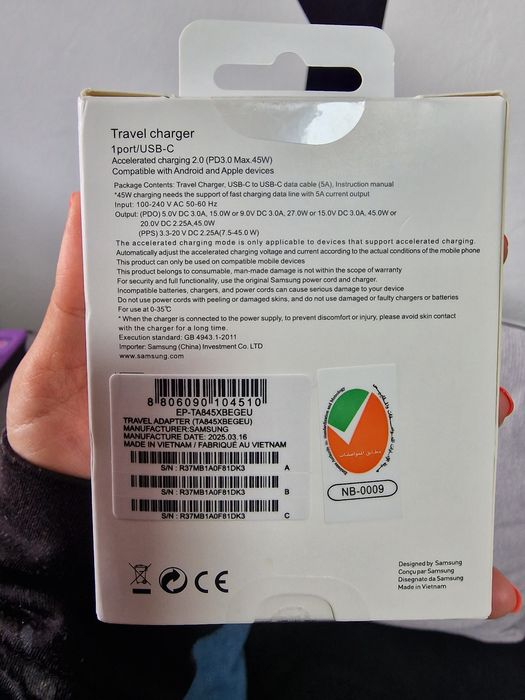 Travel charger
1port/USB-C
Accelerated charging 2.0 (PD3.0 Max.45W)
Compatible with Android and Apple devices
Package Contents: Travel Charger, USB-C to USB-C data cable (5A), Instruction manual
*45W charging needs the support of fast charging data line with 5A current output
Input: 100-240 V AC 50-60 Hz
Output: (PDO) 5.0V DC 3.0A, 15.0W or 9.0V DC 3.0A, 27.0W or 15.0V DC 3.0A, 45.0W or
20.0V DC 2.25A,45.0W
(PPS) 3.3-20 V DC 2.25A(7.5-45.0 W)
The accelerated charging mode is only applicable to devices that support accelerated charging.
Automatically adjust the accelerated charging voltage and current according to the actual conditions of the mobile phone
This product can only be used on compatible mobile devices
This product belongs to consumable, man-made damage is not within the scope of warranty
For security and full functionality, use the original Samsung power cord and charger.
Incompatible batteries, chargers, and power cords can cause serious damage to your device
Do not use power cords with peeling or damaged skins, and do not use damaged or faulty chargers or batteries
For use at 0-35℃
* When the charger is connected to the power supply, to prevent discomfort or injury, please avoid skin contact
with the charger for a long time.
Execution standard: GB 4943.1-2011
Importer: Samsung (China) Investment Co. LTD
www.samsung.com
8 806090 104510
EP-TA845XBEGEU
TRAVEL ADAPTER (TA845XBEGEU)
MANUFACTURER:SAMSUNG
MANUFACTURE DATE: 2025.03.16
MADE IN VIETNAM / FABRIQUÉ AU VIETNAM
S/N : R37MB1A0F81DK3 A
S/N : R37MB1A0F81DK3 B
S/N : R37MB1A0F81DK3 C
مطابق للمواصفات
NB-0009
CE
Designed by Samsung
Conçu par Samsung
Disegnato da Samsung
Made in Vietnam